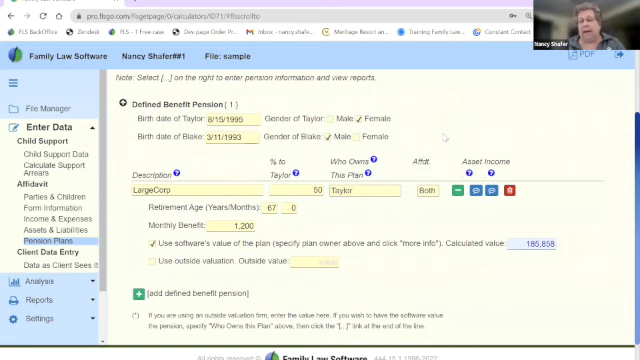 pro.flsgo.com/flsgetpage/0/calculators/ID71/#flsscrollto
FLS BackOffice
FLS - 1 Free case
Dev page Order pro...
Inbox -
Meritage Resort and...
Training Family Law...
Constant Contact
Family Law Software
Nancy Shafer##1
File: sample
PDF
Nancy Shafer
Note: Select [...] on the right to enter pension information and view reports.
File Manager
Enter Data
Child Support
Child Support Data
Calculate Support
Arrears
Affidavit
Parties & Children
Form Information
Income & Expenses
Assets & Liabilities
Pension Plans
Client Data Entry
Data as Client Sees It
Analysis
Reports
Settings
Defined Benefit Pension ( 1 )
Birth date of Taylor: 8/15/1995 Gender of Taylor: Male Female
Birth date of Blake: 3/11/1993 Gender of Blake: Male Female
% to Who Owns
Description ? Taylor This Plan ? Affdt. Asset Income
LargeCorp 50 Taylor Both
Retirement Age (Years/Months): 67 0
Monthly Benefit: 1,200
Use software's value of the plan (specify plan owner above and click "more info"). Calculated value: 185,858
Use outside valuation. Outside value: value
[add defined benefit pension]
(*) If you are using an outside valuation firm, enter the value here. If you wish to have the software value
the pension, specify "Who Owns This Plan" above, then click the [...] link at the end of the line.
All rights reserved ©
Family Law Software
444.15.1 1996-2022